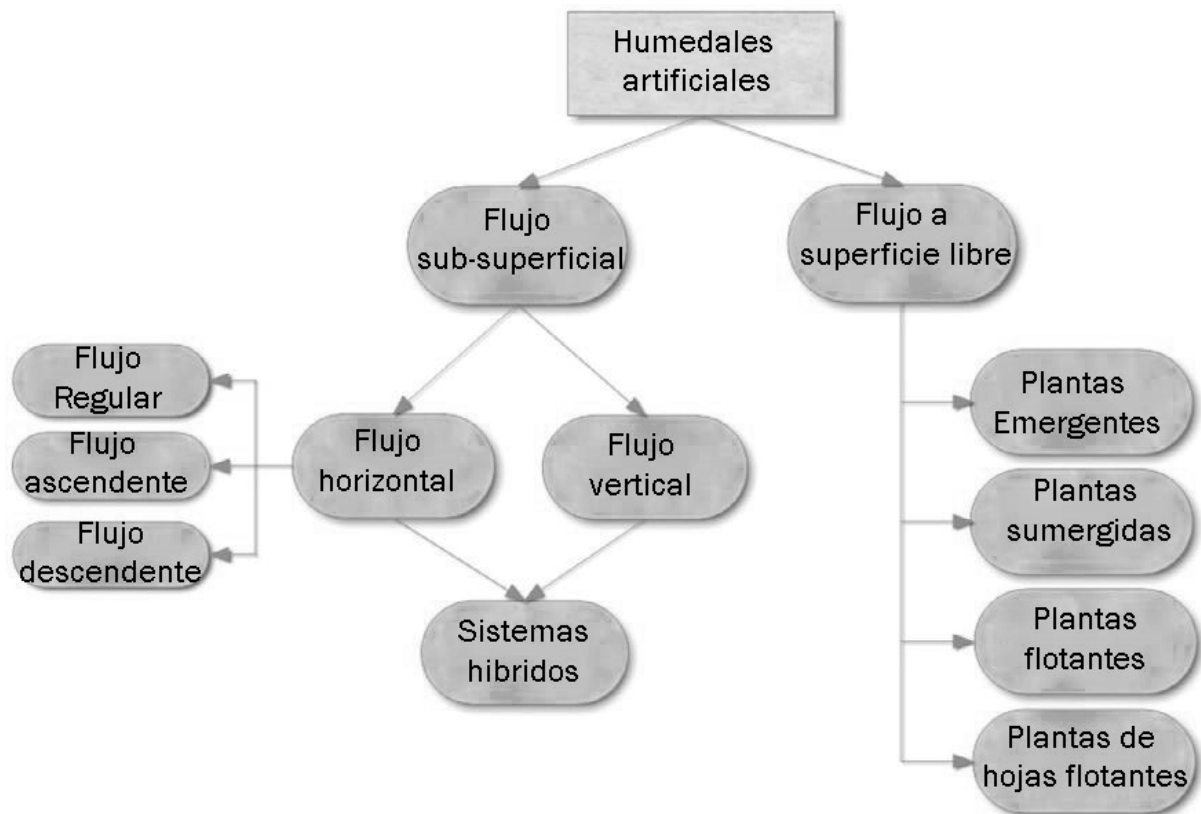 Humedales
artificiales
Flujo
sub-superficial
Flujo a
superficie libre
Flujo
Regular
Flujo
ascendente
Flujo
descendente
Flujo
horizontal
Flujo
vertical
Sistemas
hibridos
Plantas
Emergentes
Plantas
sumergidas
Plantas
flotantes
Plantas de
hojas flotantes